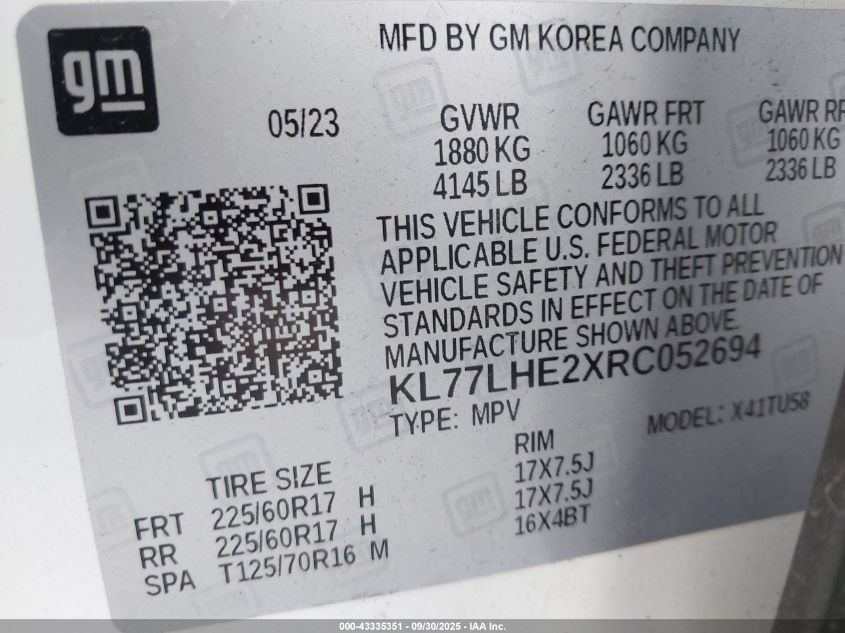 gm
MFD BY GM KOREA COMPANY
05/23
GVWR GAWR FRT GAWR RR
1880 KG 1060 KG 1060 KG
4145 LB 2336 LB 2336 LB
THIS VEHICLE CONFORMS TO ALL
APPLICABLE U.S. FEDERAL MOTOR
VEHICLE SAFETY AND THEFT PREVENTION
STANDARDS IN EFFECT ON THE DATE OF
MANUFACTURE SHOWN ABOVE.
KL77LHE2XRC052694
TYPE: MPV MODEL: X41TU58
TIRE SIZE RIM
FRT 225/60R17 H 17X7.5J
RR 225/60R17 H 17X7.5J
SPA T125/70R16 M 16X4BT
000-43335351 / 09/30/2025 - IAA Inc.